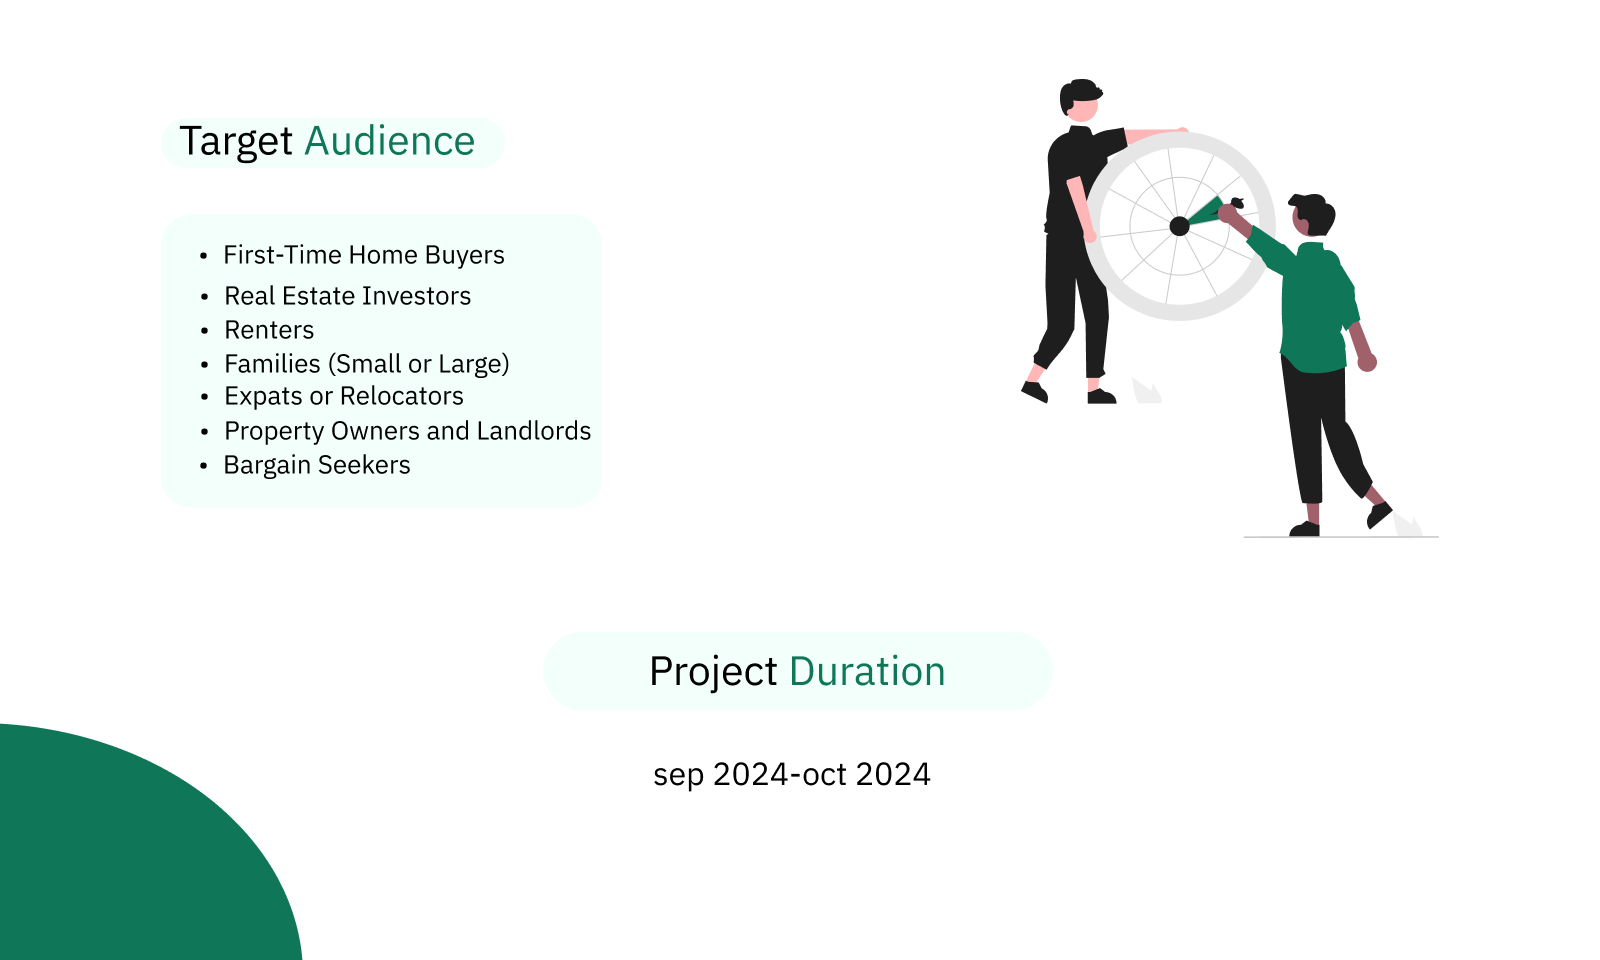 Target Audience
• First-Time Home Buyers
• Real Estate Investors
• Renters
• Families (Small or Large)
• Expats or Relocators
• Property Owners and Landlords
• Bargain Seekers
Project Duration
sep 2024-oct 2024